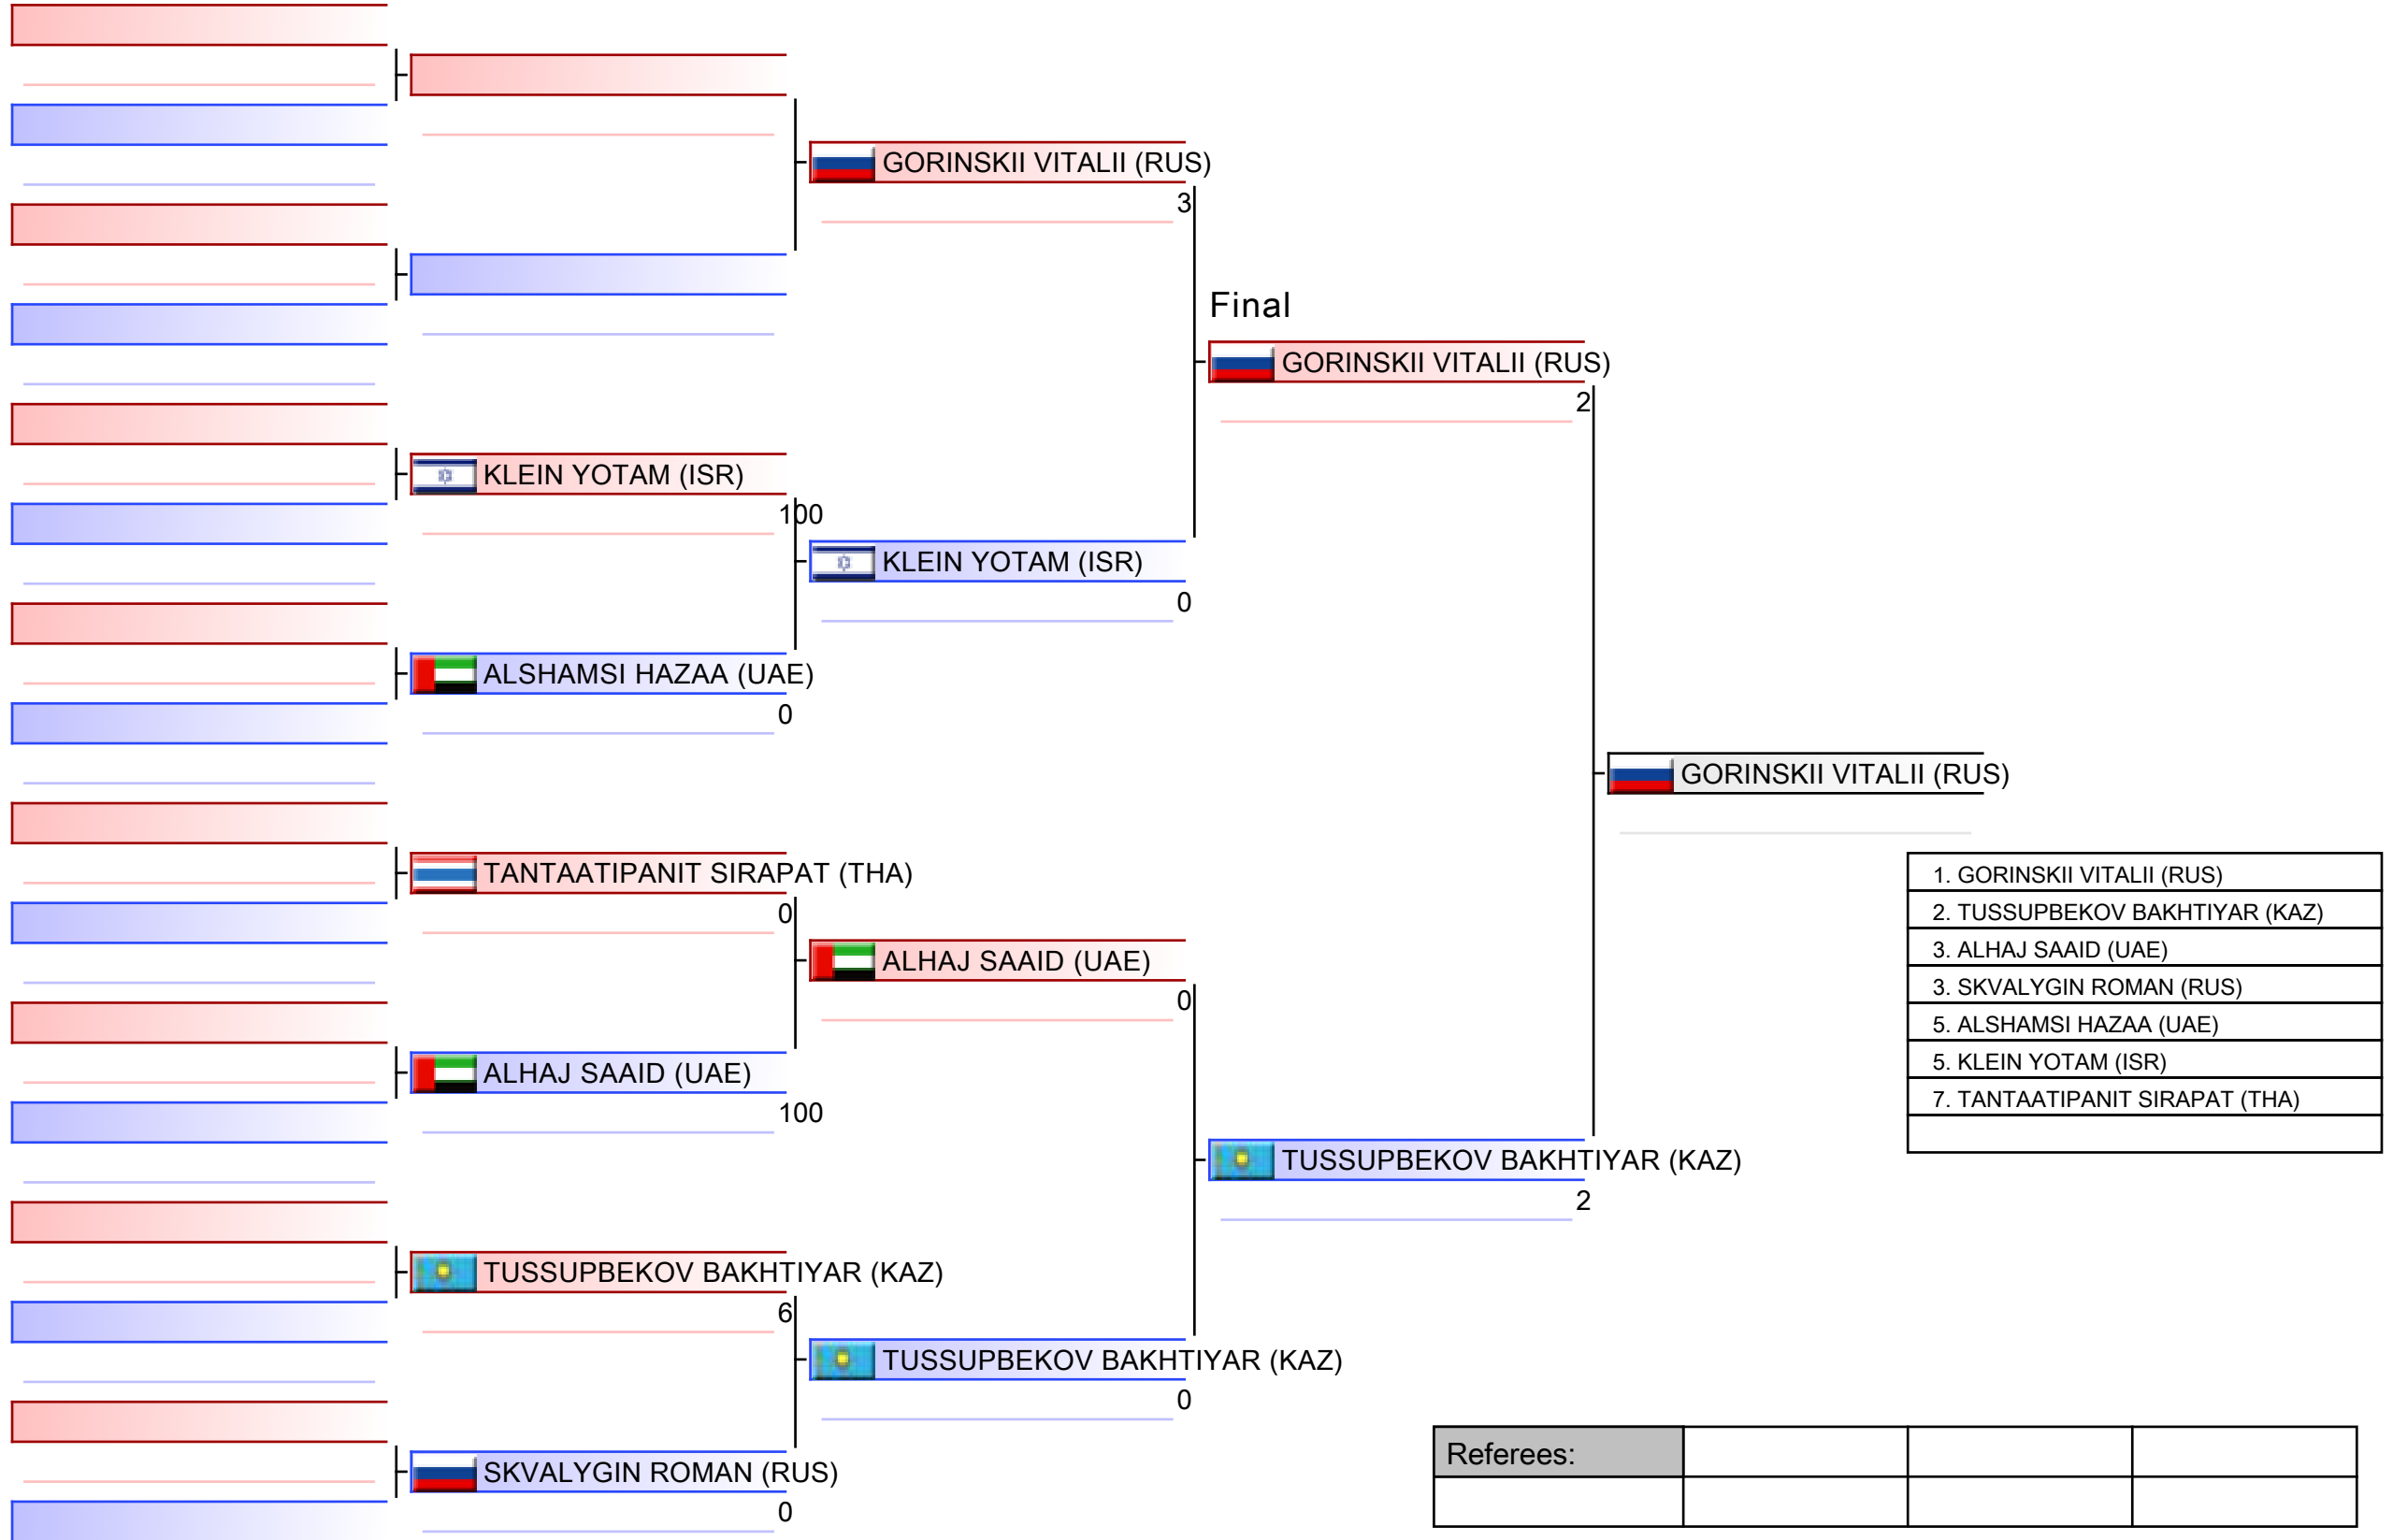 GORINSKII VITALII (RUS)
3
Final
GORINSKII VITALII (RUS)
2
KLEIN YOTAM (ISR)
100
KLEIN YOTAM (ISR)
0
ALSHAMSI HAZAA (UAE)
0
GORINSKII VITALII (RUS)
TANTAATIPANIT SIRAPAT (THA)
0
ALHAJ SAAID (UAE)
0
ALHAJ SAAID (UAE)
100
TUSSUPBEKOV BAKHTIYAR (KAZ)
2
TUSSUPBEKOV BAKHTIYAR (KAZ)
6
TUSSUPBEKOV BAKHTIYAR (KAZ)
0
SKVALYGIN ROMAN (RUS)
0
1. GORINSKII VITALII (RUS)
2. TUSSUPBEKOV BAKHTIYAR (KAZ)
3. ALHAJ SAAID (UAE)
3. SKVALYGIN ROMAN (RUS)
5. ALSHAMSI HAZAA (UAE)
5. KLEIN YOTAM (ISR)
7. TANTAATIPANIT SIRAPAT (THA)
Referees: